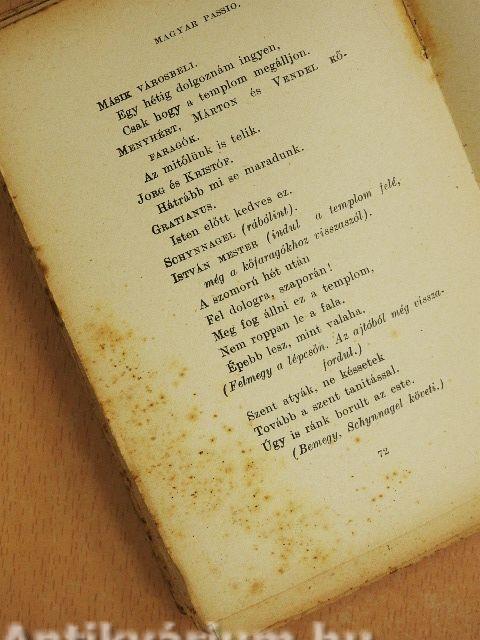 MAGYAR PASSIO.
MÁSIK VÁROSBELI.
Egy hétig dolgoznám ingyen,
Csak hogy a templom megálljon.
MENYHÉRT, MÁRTON és VENDEL KŐ-
FARAGÓK.
Az mitőlünk is telik.
JORG és KRISTÓF.
Hátrább mi se maradunk.
GRATIANUS.
Isten előtt kedves ez.
SCHYNNAGEL (rábólint).
ISTVÁN MESTER (indul a templom felé,
még a kőfaragókhoz visszaszól).
A szomorú hét után
Fel dologra, szaporán!
Meg fog állni ez a templom,
Nem roppan le a fala.
Épebb lesz, mint valaha.
(Felmegy a lépcsőn. Az ajtóból még vissza-
fordul.)
Szent atyák, ne késsetek
Tovább a szent tanitással.
Úgy is ránk borult az este.
(Bemegy, Schynnagel követi.)
72
Antikvárium.hu